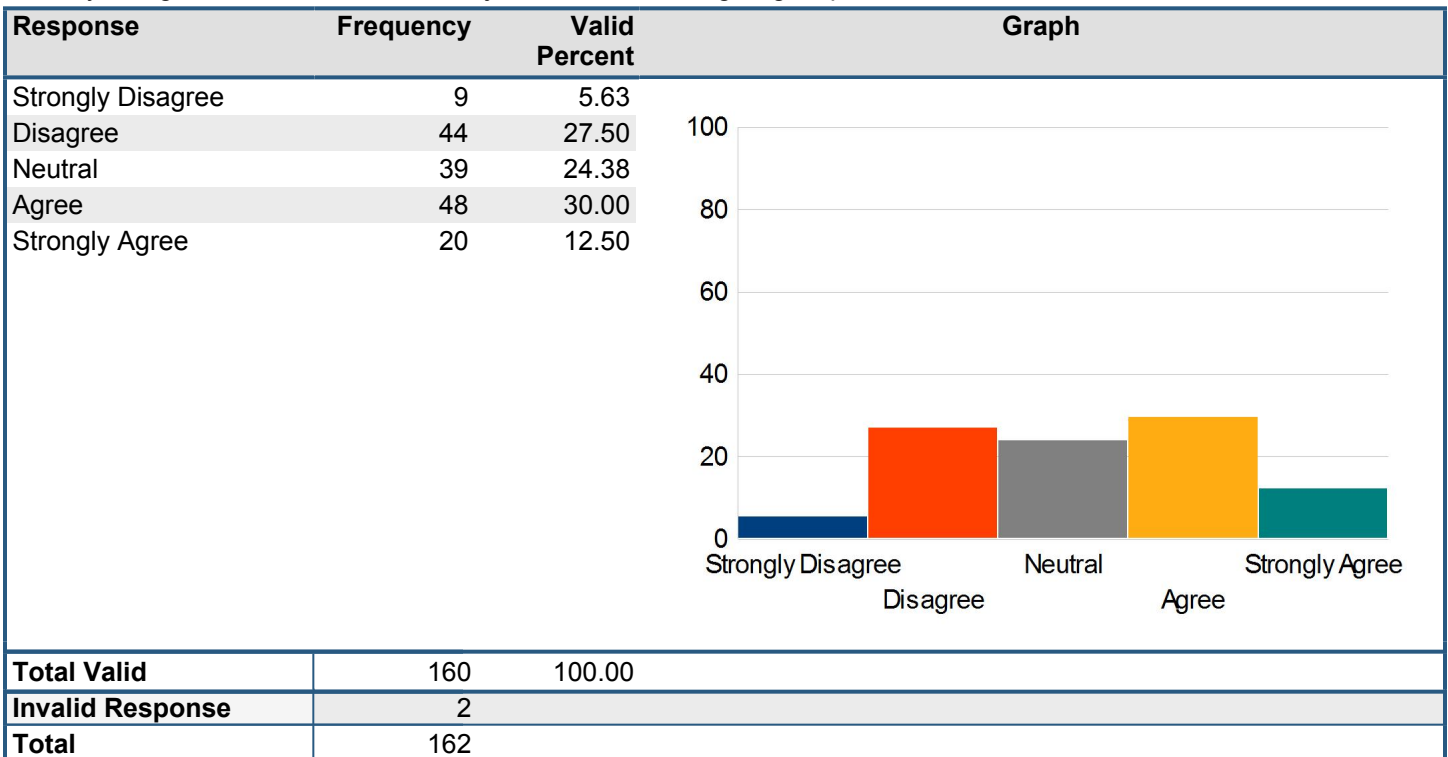 Response Frequency Valid Percent Graph
Strongly Disagree 9 5.63
Disagree 44 27.50
Neutral 39 24.38
Agree 48 30.00
Strongly Agree 20 12.50
100
80
60
40
20
0
Strongly Disagree Neutral Strongly Agree
Disagree Agree
Total Valid 160 100.00
Invalid Response 2
Total 162